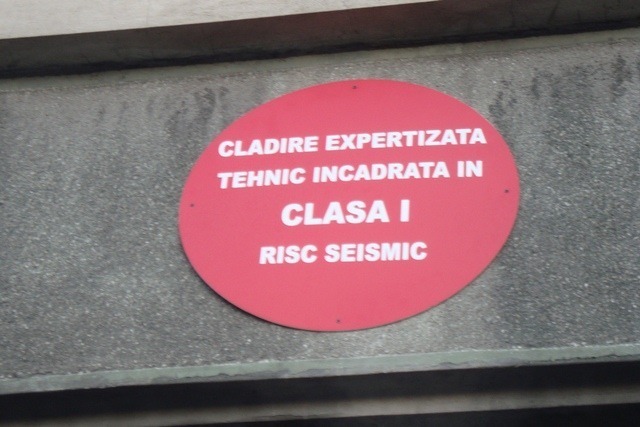 CLADIRE EXPERTIZATA
TEHNIC INCADRATA IN
CLASA I
RISC SEISMIC